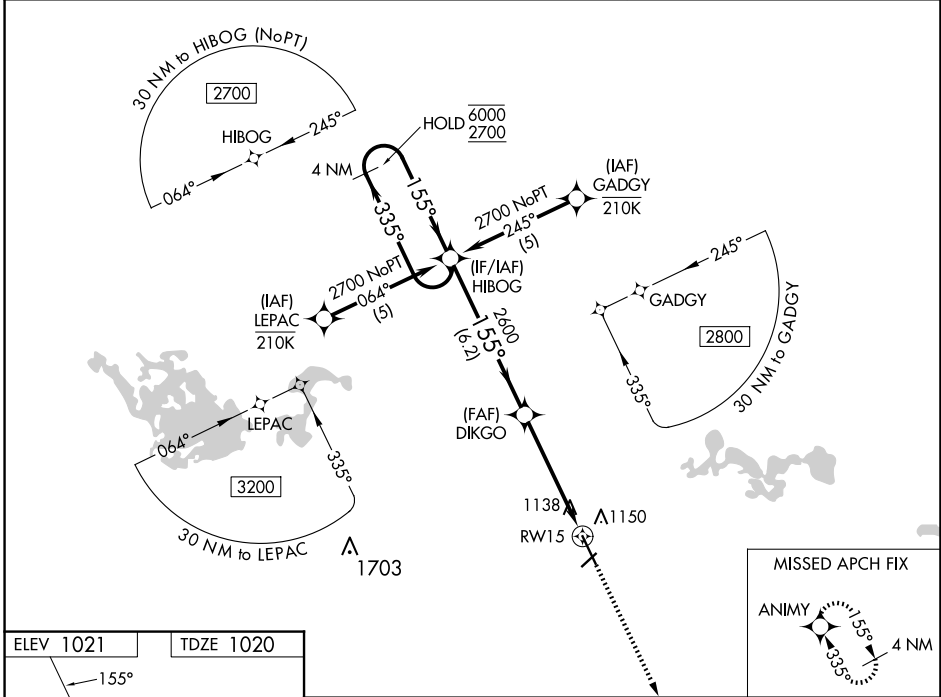 30 NM to HIBOG (NoPT)
2700
HIBOG
245°
064°
HOLD 6000
2700
4 NM
155°
335°
(IAF)
GADGY
210K
2700 NoPT
245°
(5)
(IF/IAF)
HIBOG
2700 NoPT
064°
(5)
(IAF)
LEPAC
210K
2600
155°
(6.2)
245°
GADGY
2800
335°
30 NM to GADGY
LEPAC
064°
335°
3200
30 NM to LEPAC
1703
(FAF)
DIKGO
1138
1150
RW15
MISSED APCH FIX
ANIMY
155°
335°
4 NM
ELEV 1021
TDZE 1020
155°